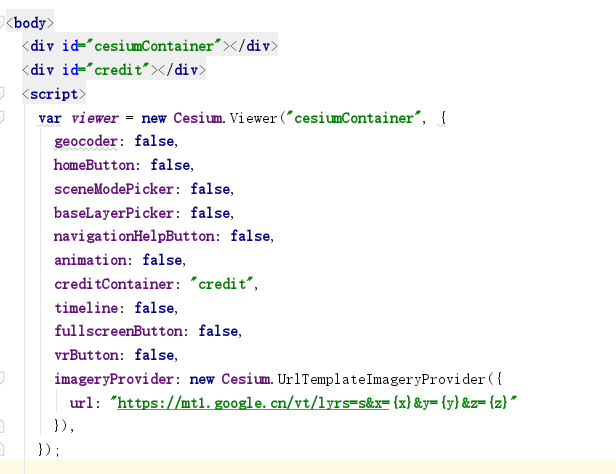 <body>
<div id="cesiumContainer"></div>
<div id="credit"></div>
<script>
var viewer = new Cesium.Viewer("cesiumContainer", {
geocoder: false,
homeButton: false,
sceneModePicker: false,
baseLayerPicker: false,
navigationHelpButton: false,
animation: false,
creditContainer: "credit",
timeline: false,
fullscreenButton: false,
vrButton: false,
imageryProvider: new Cesium.UrlTemplateImageryProvider({
url: "https://mt1.google.cn/vt/lyrs=s&x={x}&y={y}&z={z}"
}),
});